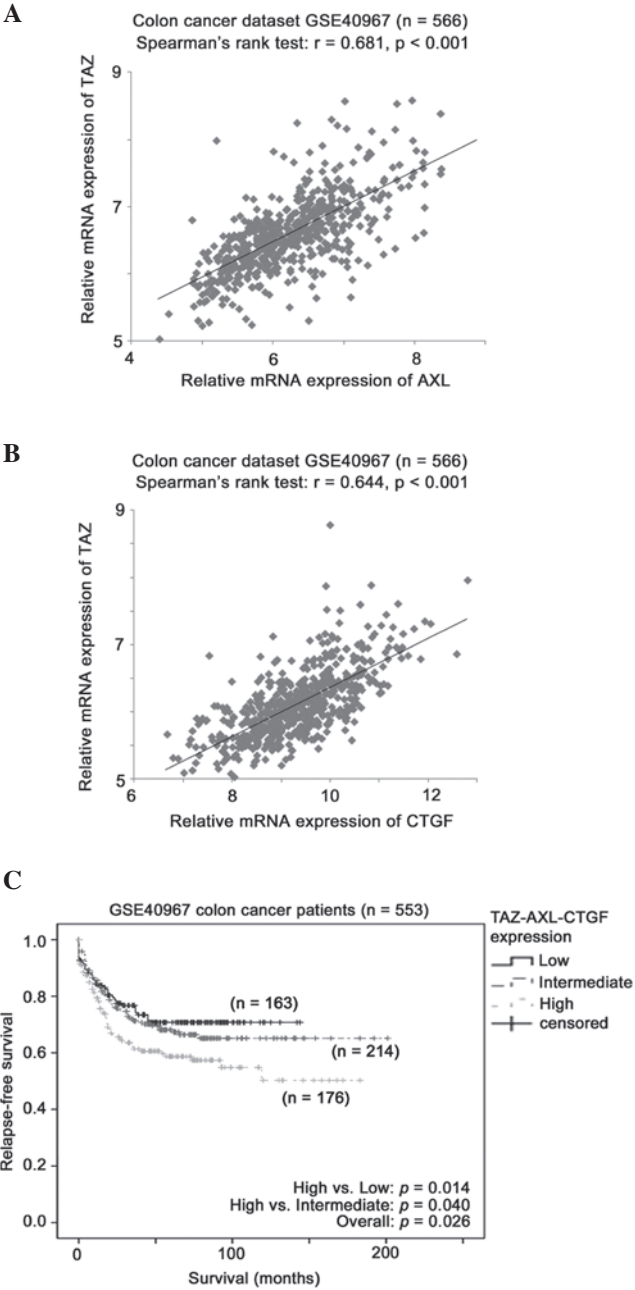 A
Colon cancer dataset GSE40967 (n = 566)
Spearman's rank test: r = 0.681, p < 0.001
Relative mRNA expression of TAZ
9
7
5
4
6
8
Relative mRNA expression of AXL
B
Colon cancer dataset GSE40967 (n = 566)
Spearman's rank test: r = 0.644, p < 0.001
Relative mRNA expression of TAZ
9
7
5
6
8
10
12
Relative mRNA expression of CTGF
C
GSE40967 colon cancer patients (n = 553)
TAZ-AXL-CTGF
expression
Low
Intermediate
High
censored
Relapse-free survival
1.0
0.8
0.6
0.4
0.2
0.0
(n = 163)
(n = 214)
(n = 176)
High vs. Low: p = 0.014
High vs. Intermediate: p = 0.040
Overall: p = 0.026
0
100
200
Survival (months)